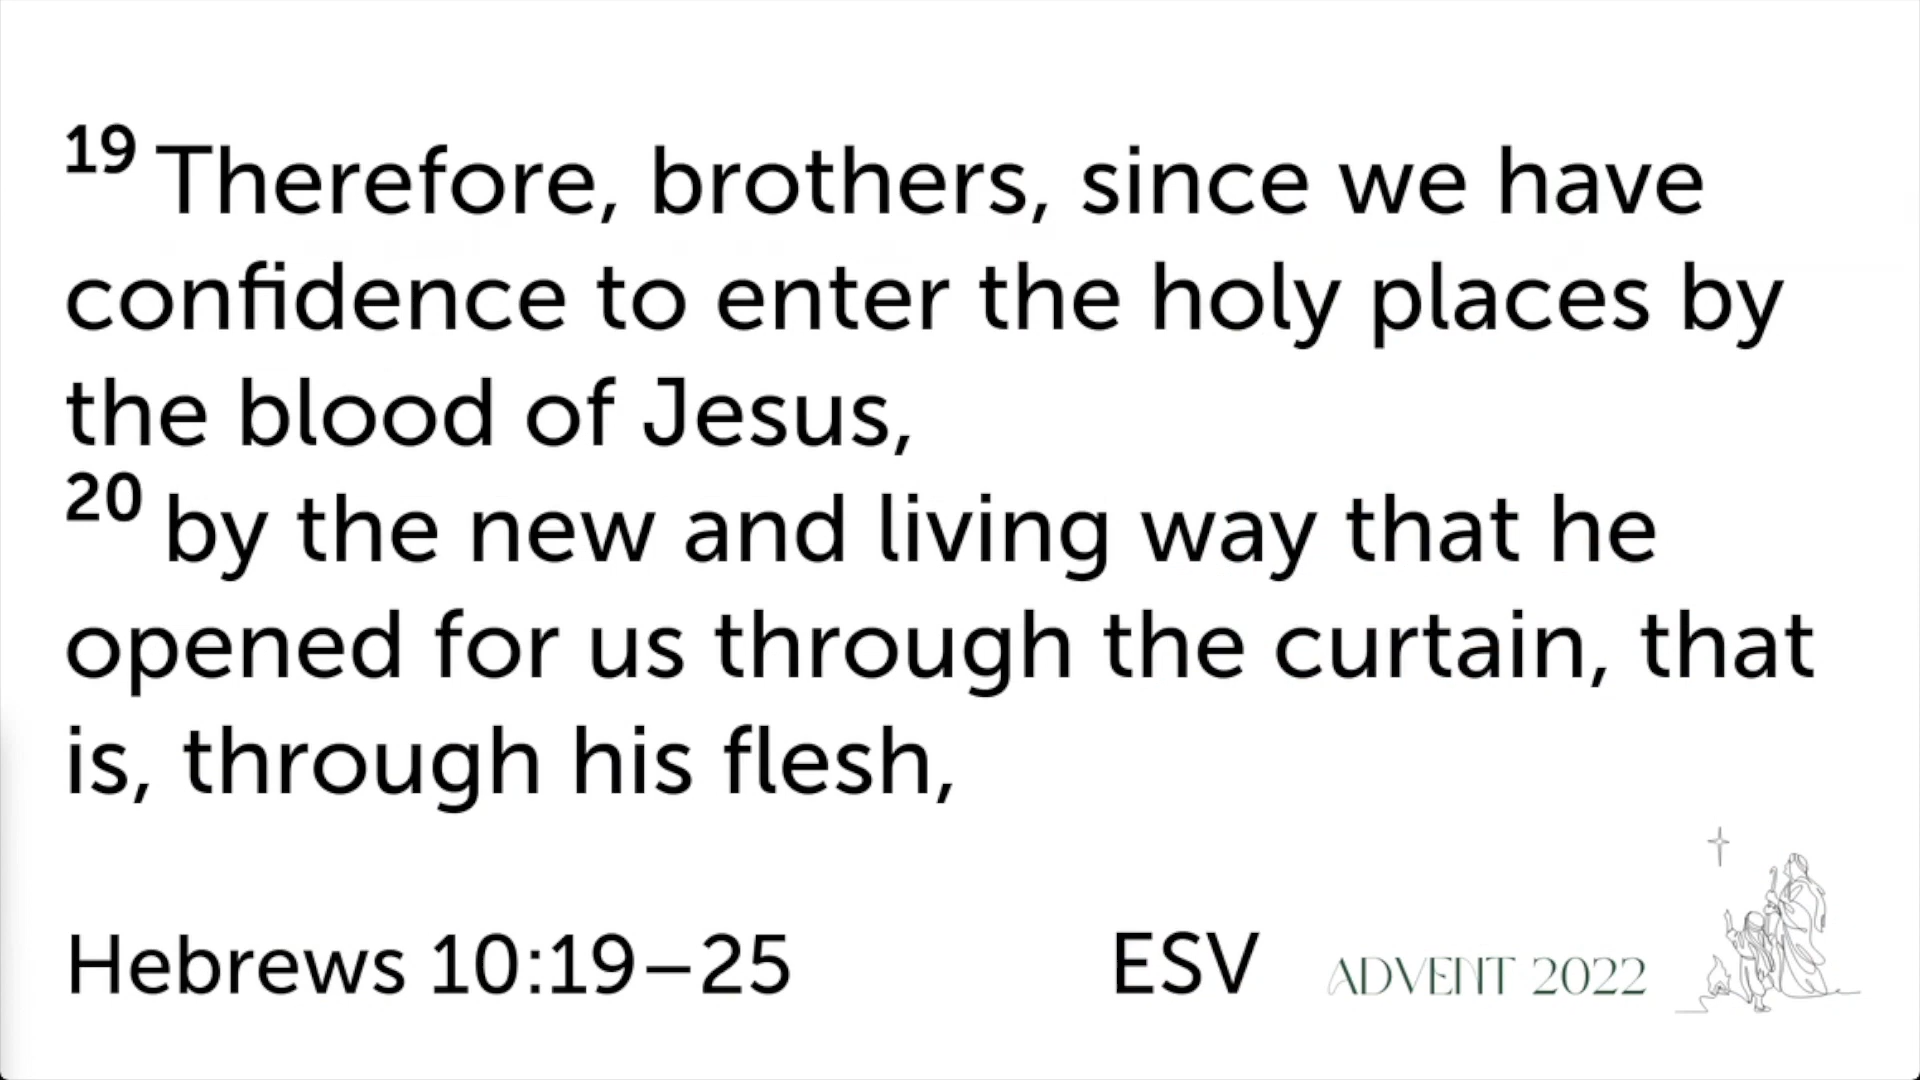 19 Therefore, brothers, since we have
confidence to enter the holy places by
the blood of Jesus,
20 by the new and living way that he
opened for us through the curtain, that
is, through his flesh,
Hebrews 10:19–25 ESV ADVENT 2022